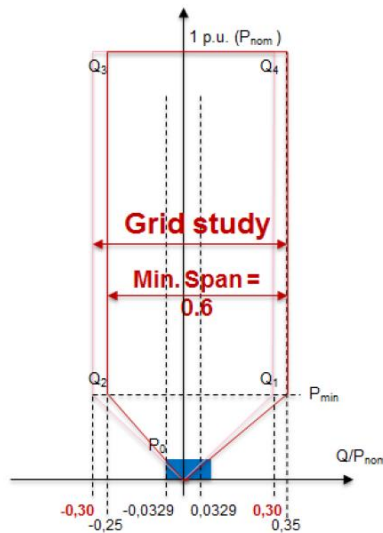 1 p.u. (Pnom )
Q3
Q4
Grid study
Min. Span =
0.6
Q2
Q1
Pmin
P0
Q/Pnom
-0,30
-0,0329
0,0329
0,30
-0,25
0,35